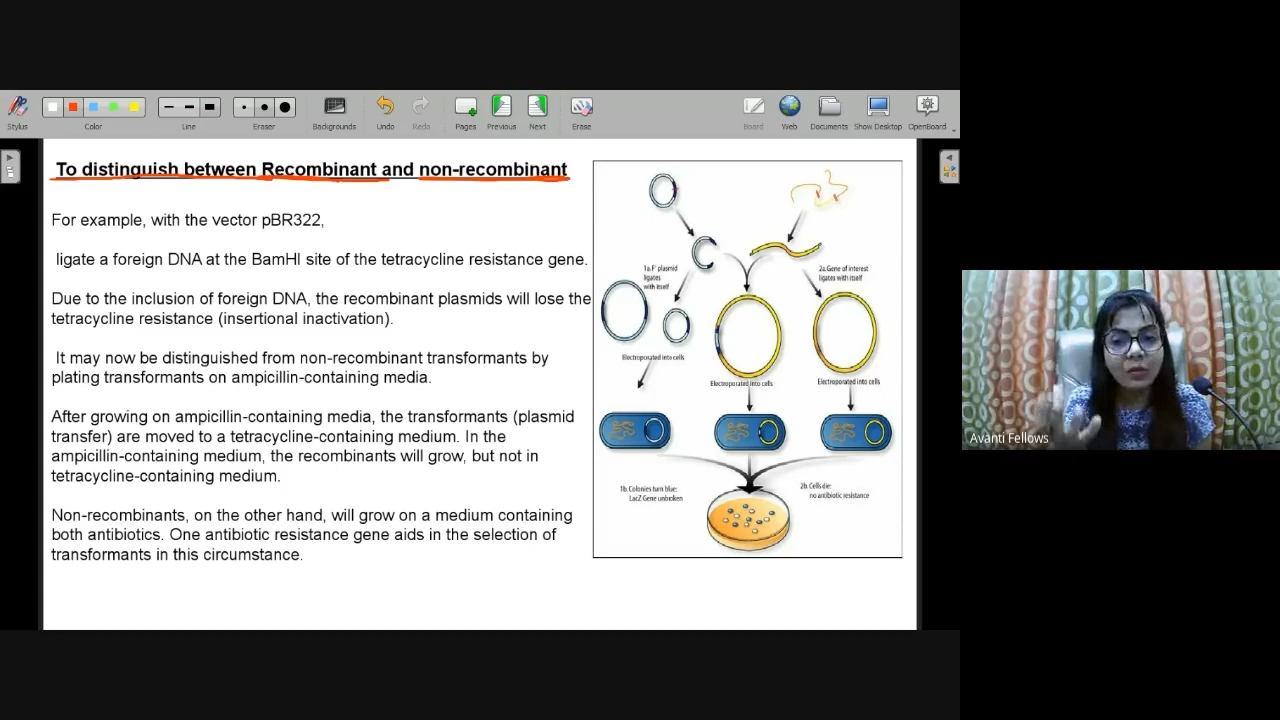 Stylus
Color
Line
Eraser
Backgrounds
Undo
Redo
Pages
Previous
Next
Erase
Board
Web
Documents
Show Desktop
OpenBoard
To distinguish between Recombinant and non-recombinant
For example, with the vector pBR322,
ligate a foreign DNA at the BamHI site of the tetracycline resistance gene.
Due to the inclusion of foreign DNA, the recombinant plasmids will lose the
tetracycline resistance (insertional inactivation).
It may now be distinguished from non-recombinant transformants by
plating transformants on ampicillin-containing media.
After growing on ampicillin-containing media, the transformants (plasmid
transfer) are moved to a tetracycline-containing medium. In the
ampicillin-containing medium, the recombinants will grow, but not in
tetracycline-containing medium.
Non-recombinants, on the other hand, will grow on a medium containing
both antibiotics. One antibiotic resistance gene aids in the selection of
transformants in this circumstance.
1a. F' plasmid
ligates
with itself
2a. Gene of interest
ligates with itself
Electroporated into cells
Electroporated into cells
Electroporated into cells
1b. Colonies turn blue:
LacZ Gene unbroken
2b. Cells die:
no antibiotic resistance
Avanti Fellows